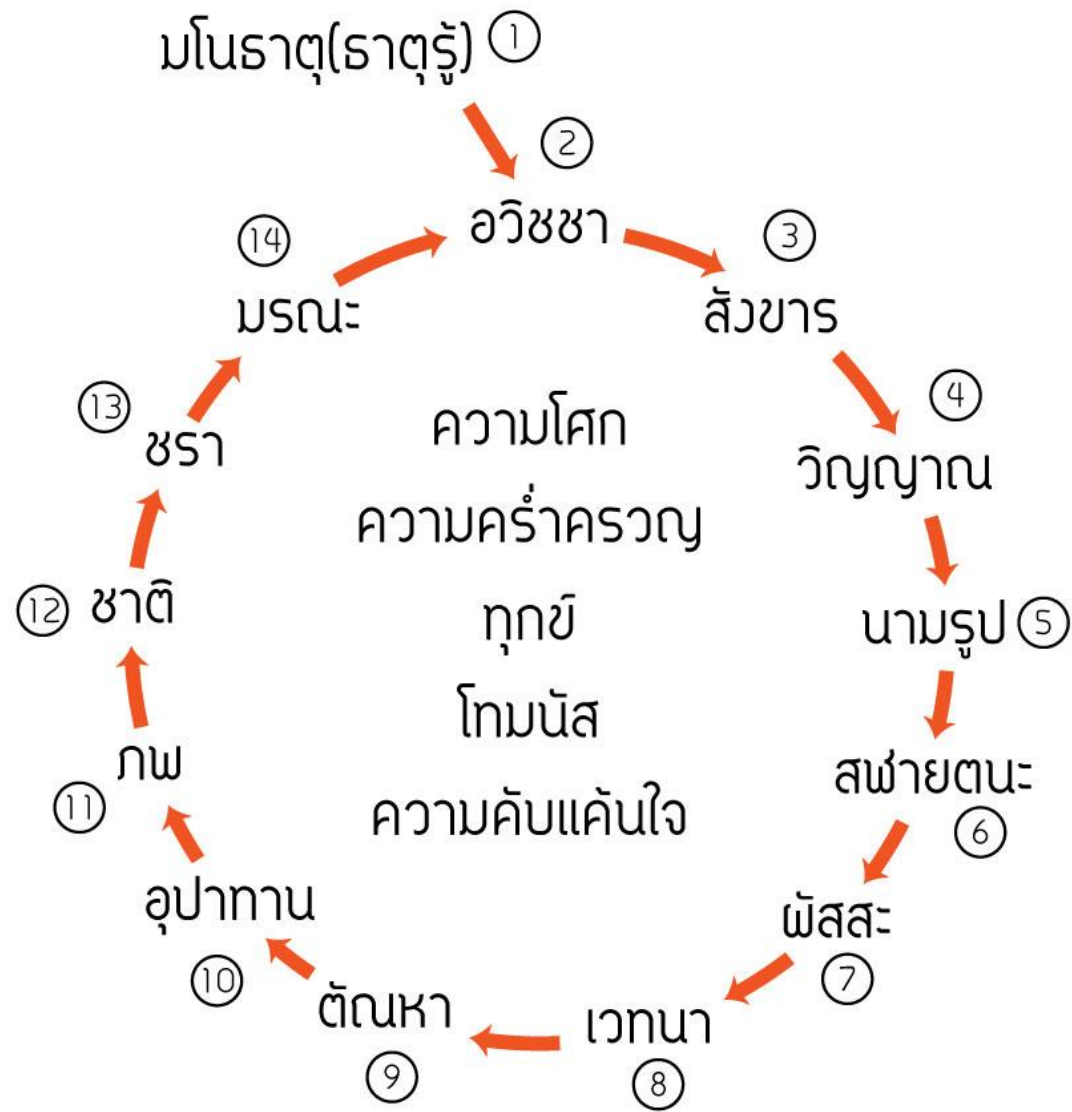 มโนธาตุ(ธาตุรู้) 1
2
อวิชชา
3
สังขาร
4
วิญญาณ
นามรูป 5
สฬายตนะ
6
ผัสสะ
7
เวทนา
8
ตัณหา
9
อุปาทาน
10
ภพ
11
ชาติ
12
ชรา
13
มรณะ
14
ความโศก
ความคร่ำครวญ
ทุกข์
โทมนัส
ความคับแค้นใจ